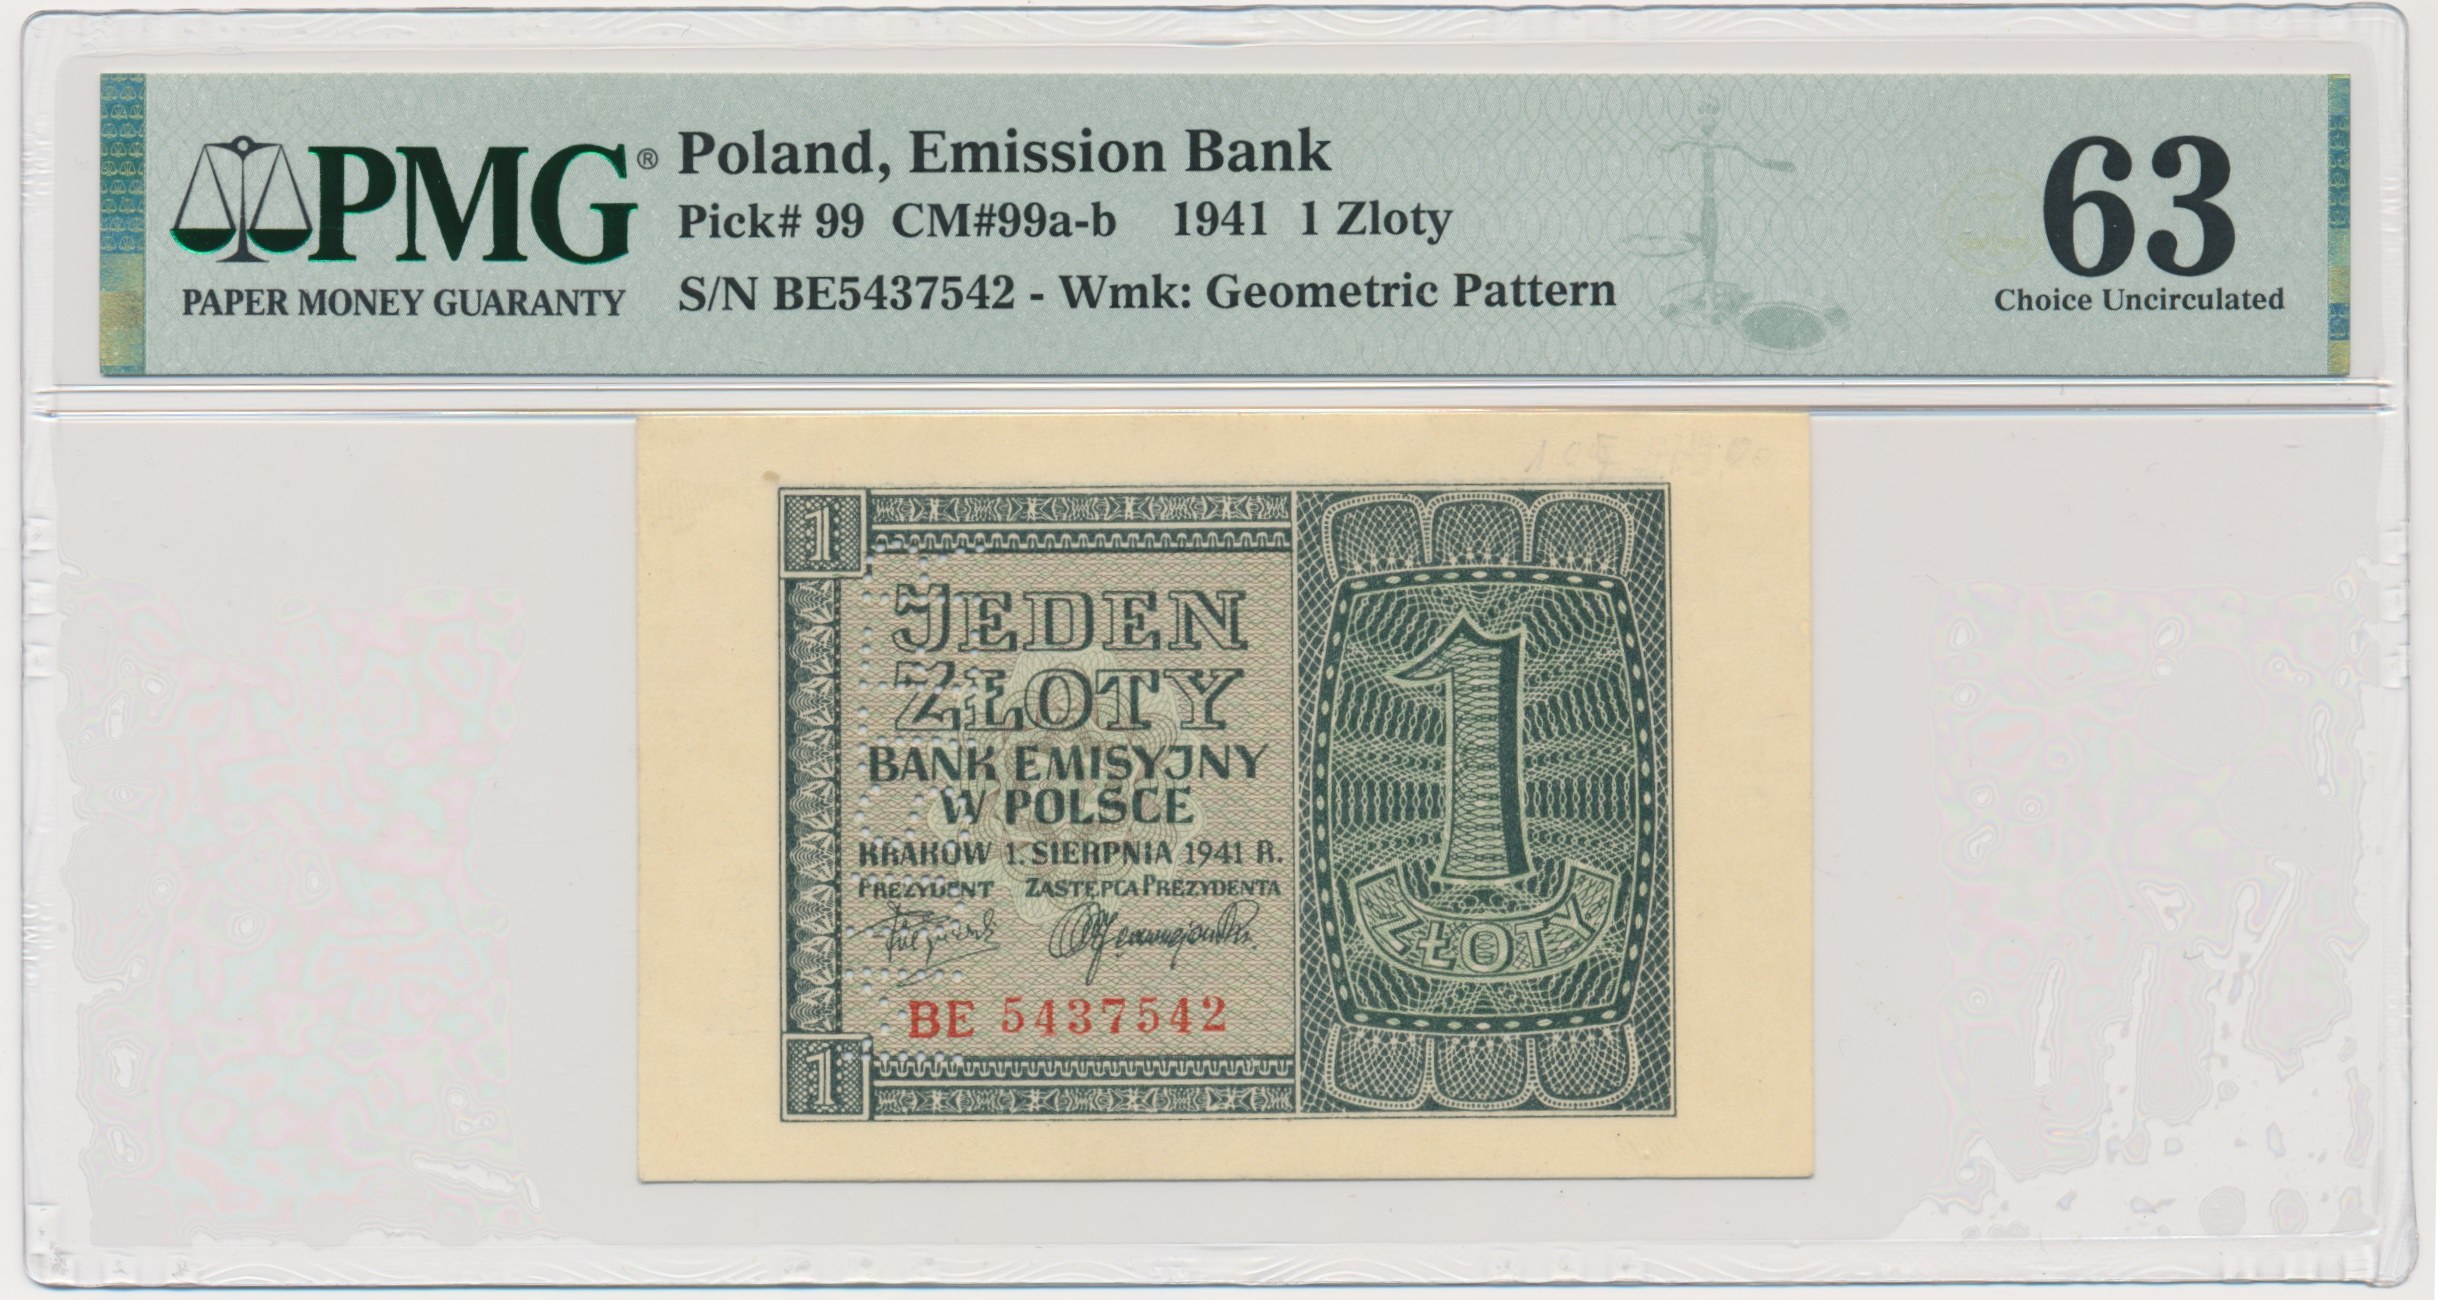 PMG®
PAPER MONEY GUARANTY
Poland, Emission Bank
Pick# 99 CM#99a-b 1941 1 Zloty
S/N BE5437542 - Wmk: Geometric Pattern
63
Choice Uncirculated
1
JEDEN
ZŁOTY
BANK EMISYJNY
W POLSCE
KRAKÓW 1. SIERPNIA 1941 R.
PREZYDENT ZASTĘPCA PREZYDENTA
BE 5437542
1
1
ZŁOTY